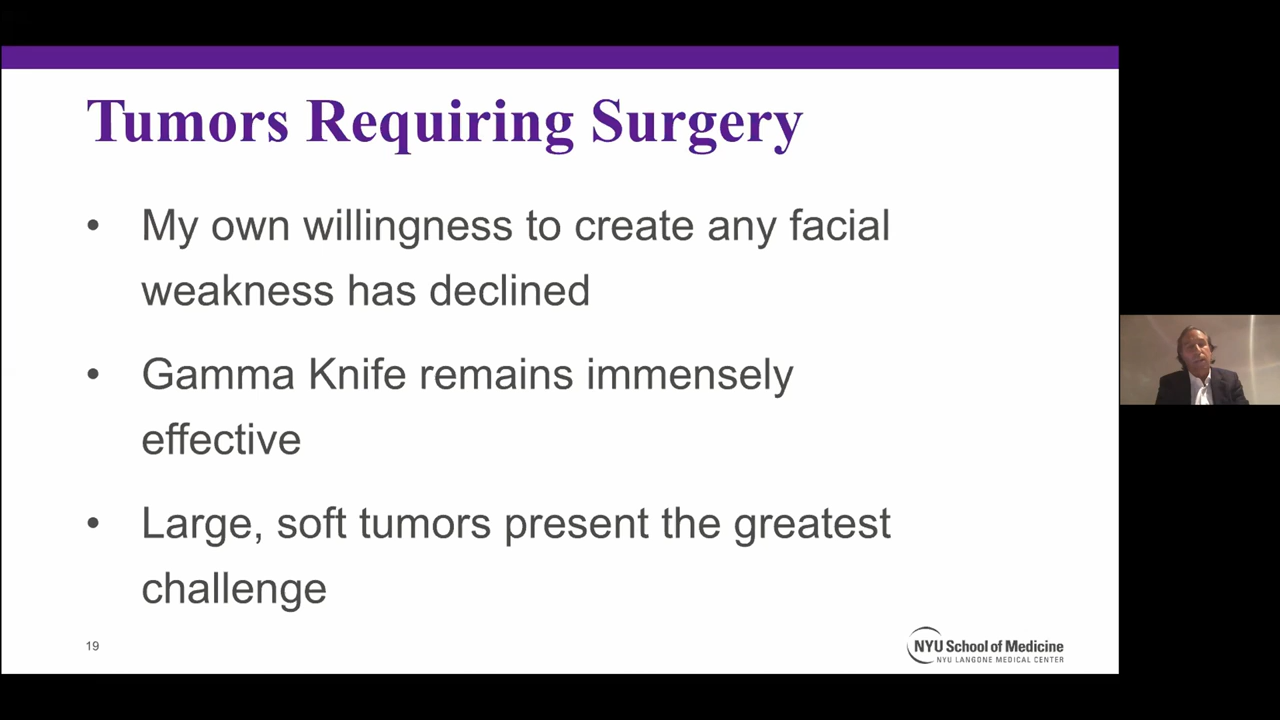 Tumors Requiring Surgery
• My own willingness to create any facial
weakness has declined
• Gamma Knife remains immensely
effective
• Large, soft tumors present the greatest
challenge
19
NYU School of Medicine
NYU LANGONE MEDICAL CENTER